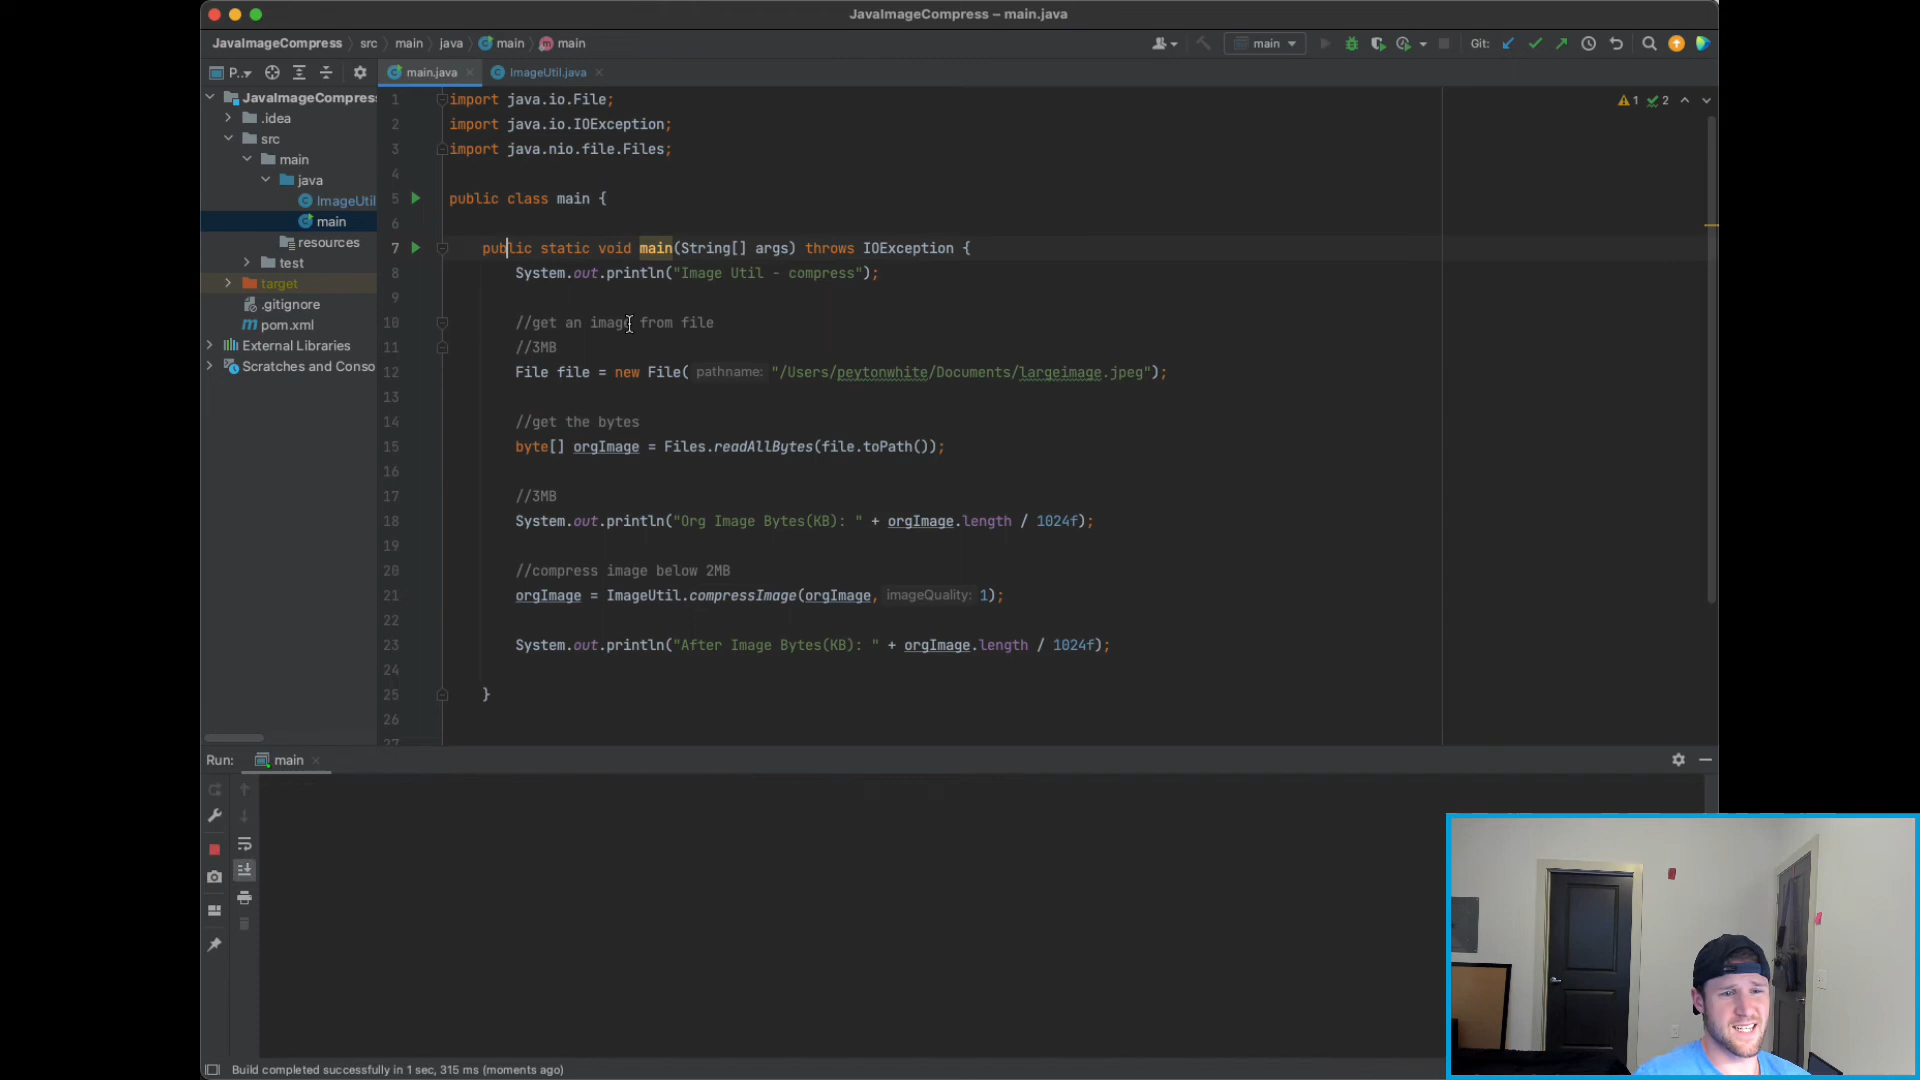 JavaImageCompress – main.java
JavaImageCompress src main java main main
main
Git:
P..
main.java
ImageUtil.java
JavaImageCompress
.idea
src
main
java
ImageUtil
main
resources
test
target
.gitignore
pom.xml
External Libraries
Scratches and Conso
1 import java.io.File;
2 import java.io.IOException;
3 import java.nio.file.Files;
4
5 public class main {
6
7 public static void main(String[] args) throws IOException {
8 System.out.println("Image Util - compress");
9
10 //get an image from file
11 //3MB
12 File file = new File( pathname: "/Users/peytonwhite/Documents/largeimage.jpeg");
13
14 //get the bytes
15 byte[] orgImage = Files.readAllBytes(file.toPath());
16
17 //3MB
18 System.out.println("Org Image Bytes(KB): " + orgImage.length / 1024f);
19
20 //compress image below 2MB
21 orgImage = ImageUtil.compressImage(orgImage, imageQuality: 1);
22
23 System.out.println("After Image Bytes(KB): " + orgImage.length / 1024f);
24
25 }
26
27
1 2
Run: main
Build completed successfully in 1 sec, 315 ms (moments ago)